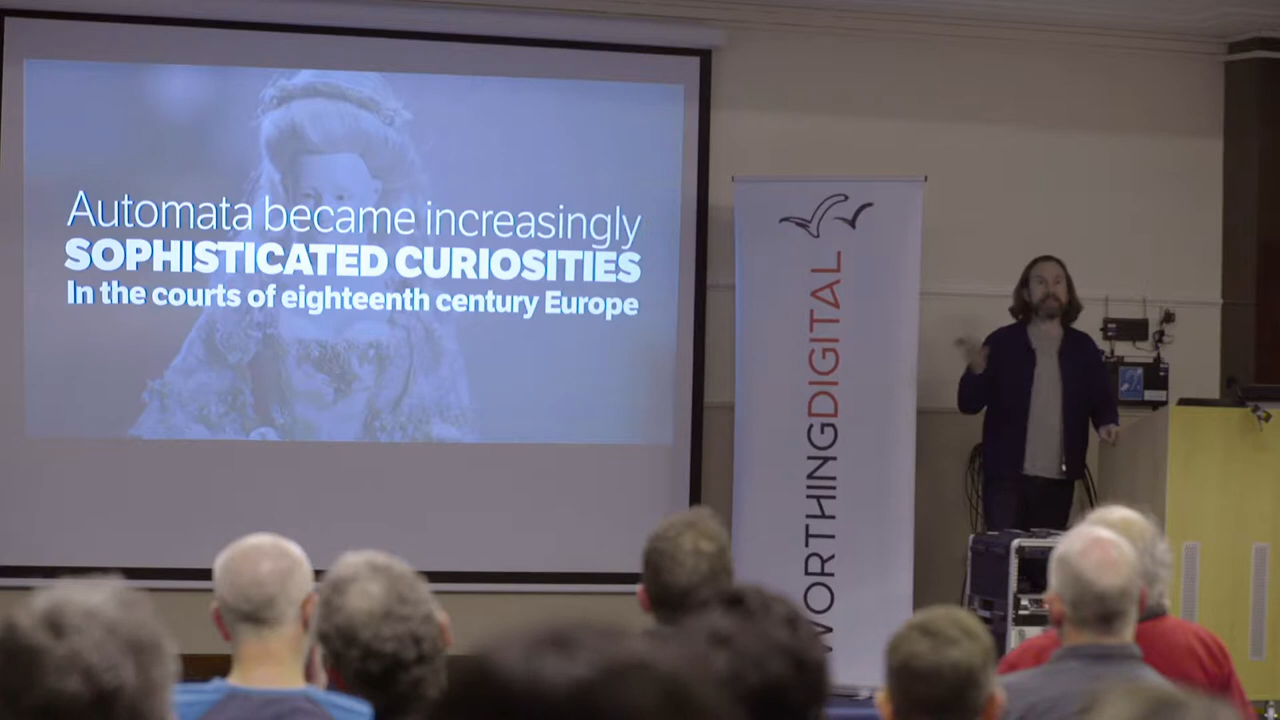 Automata became increasingly
SOPHISTICATED CURIOSITIES
In the courts of eighteenth century Europe
WORTHINGDIGITAL